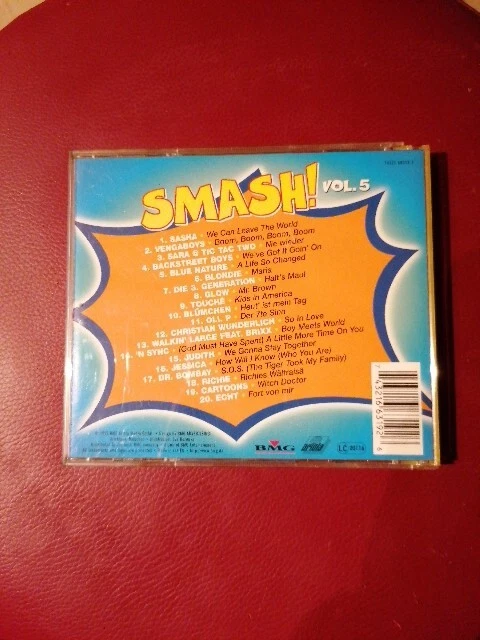 SMASH! VOL. 5
1. SASHA · We Can Leave The World
2. VENGABOYS · Boom, Boom, Boom, Boom
3. SARA & TIC TAC TWO · Nie wieder
4. BACKSTREET BOYS · We've Got It Goin' On
5. BLUE NATURE · A Life So Changed
6. BLONDIE · Maria
7. DIE 3. GENERATION · Halt's Maul
8. GLOW · Mr. Brown
9. TOUCHÉ · Kids in America
10. BLÜMCHEN · Heut' ist mein Tag
11. OLL P · Der 7te Sinn
12. CHRISTIAN WUNDERLICH · So in Love
13. WALKIN' LARGE FEAT. BRIXX · Boy Meets World
14. 'N SYNC · (God Must Have Spent) A Little More Time On You
15. JUDITH · We Gonna Stay Together
16. JESSICA · How Will I Know (Who You Are)
17. DR. BOMBAY · S.O.S. (The Tiger Took My Family)
18. RICHIE · Richies Wältraisä
19. CARTOONS · Witch Doctor
20. ECHT · Fort von mir
BMG ariola LC